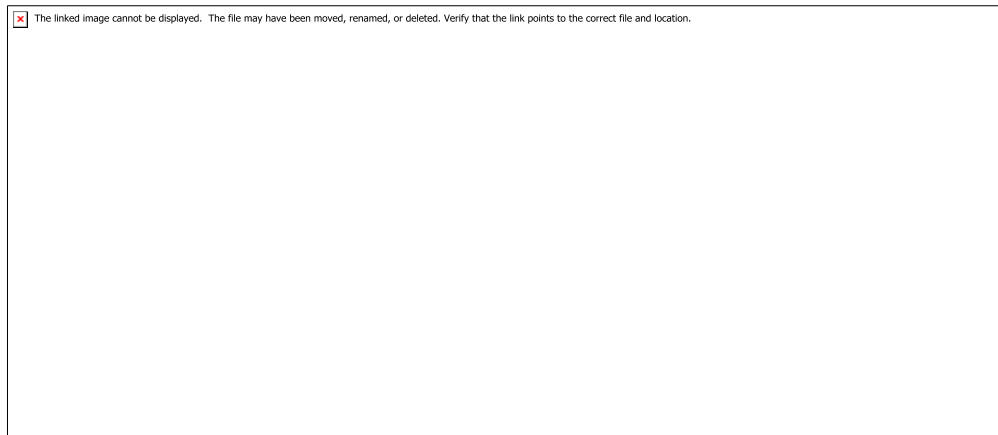 The linked image cannot be displayed.  The file may have been moved, renamed, or deleted. Verify that the link points to the correct file and location.